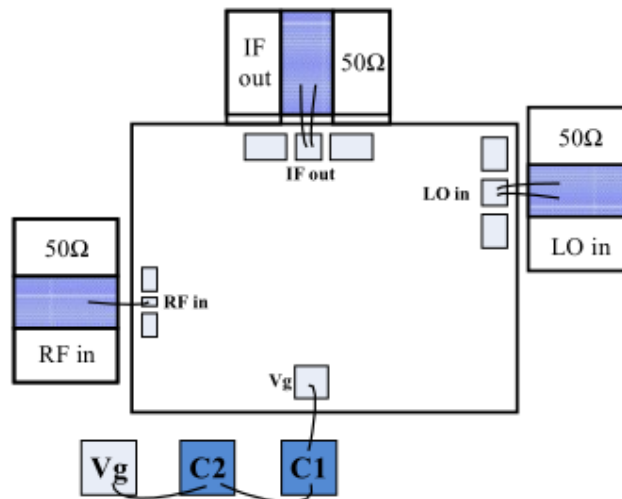 IF
out
50Ω
IF out
50Ω
LO in
LO in
50Ω
RF in
RF in
Vg
Vg
C2
C1